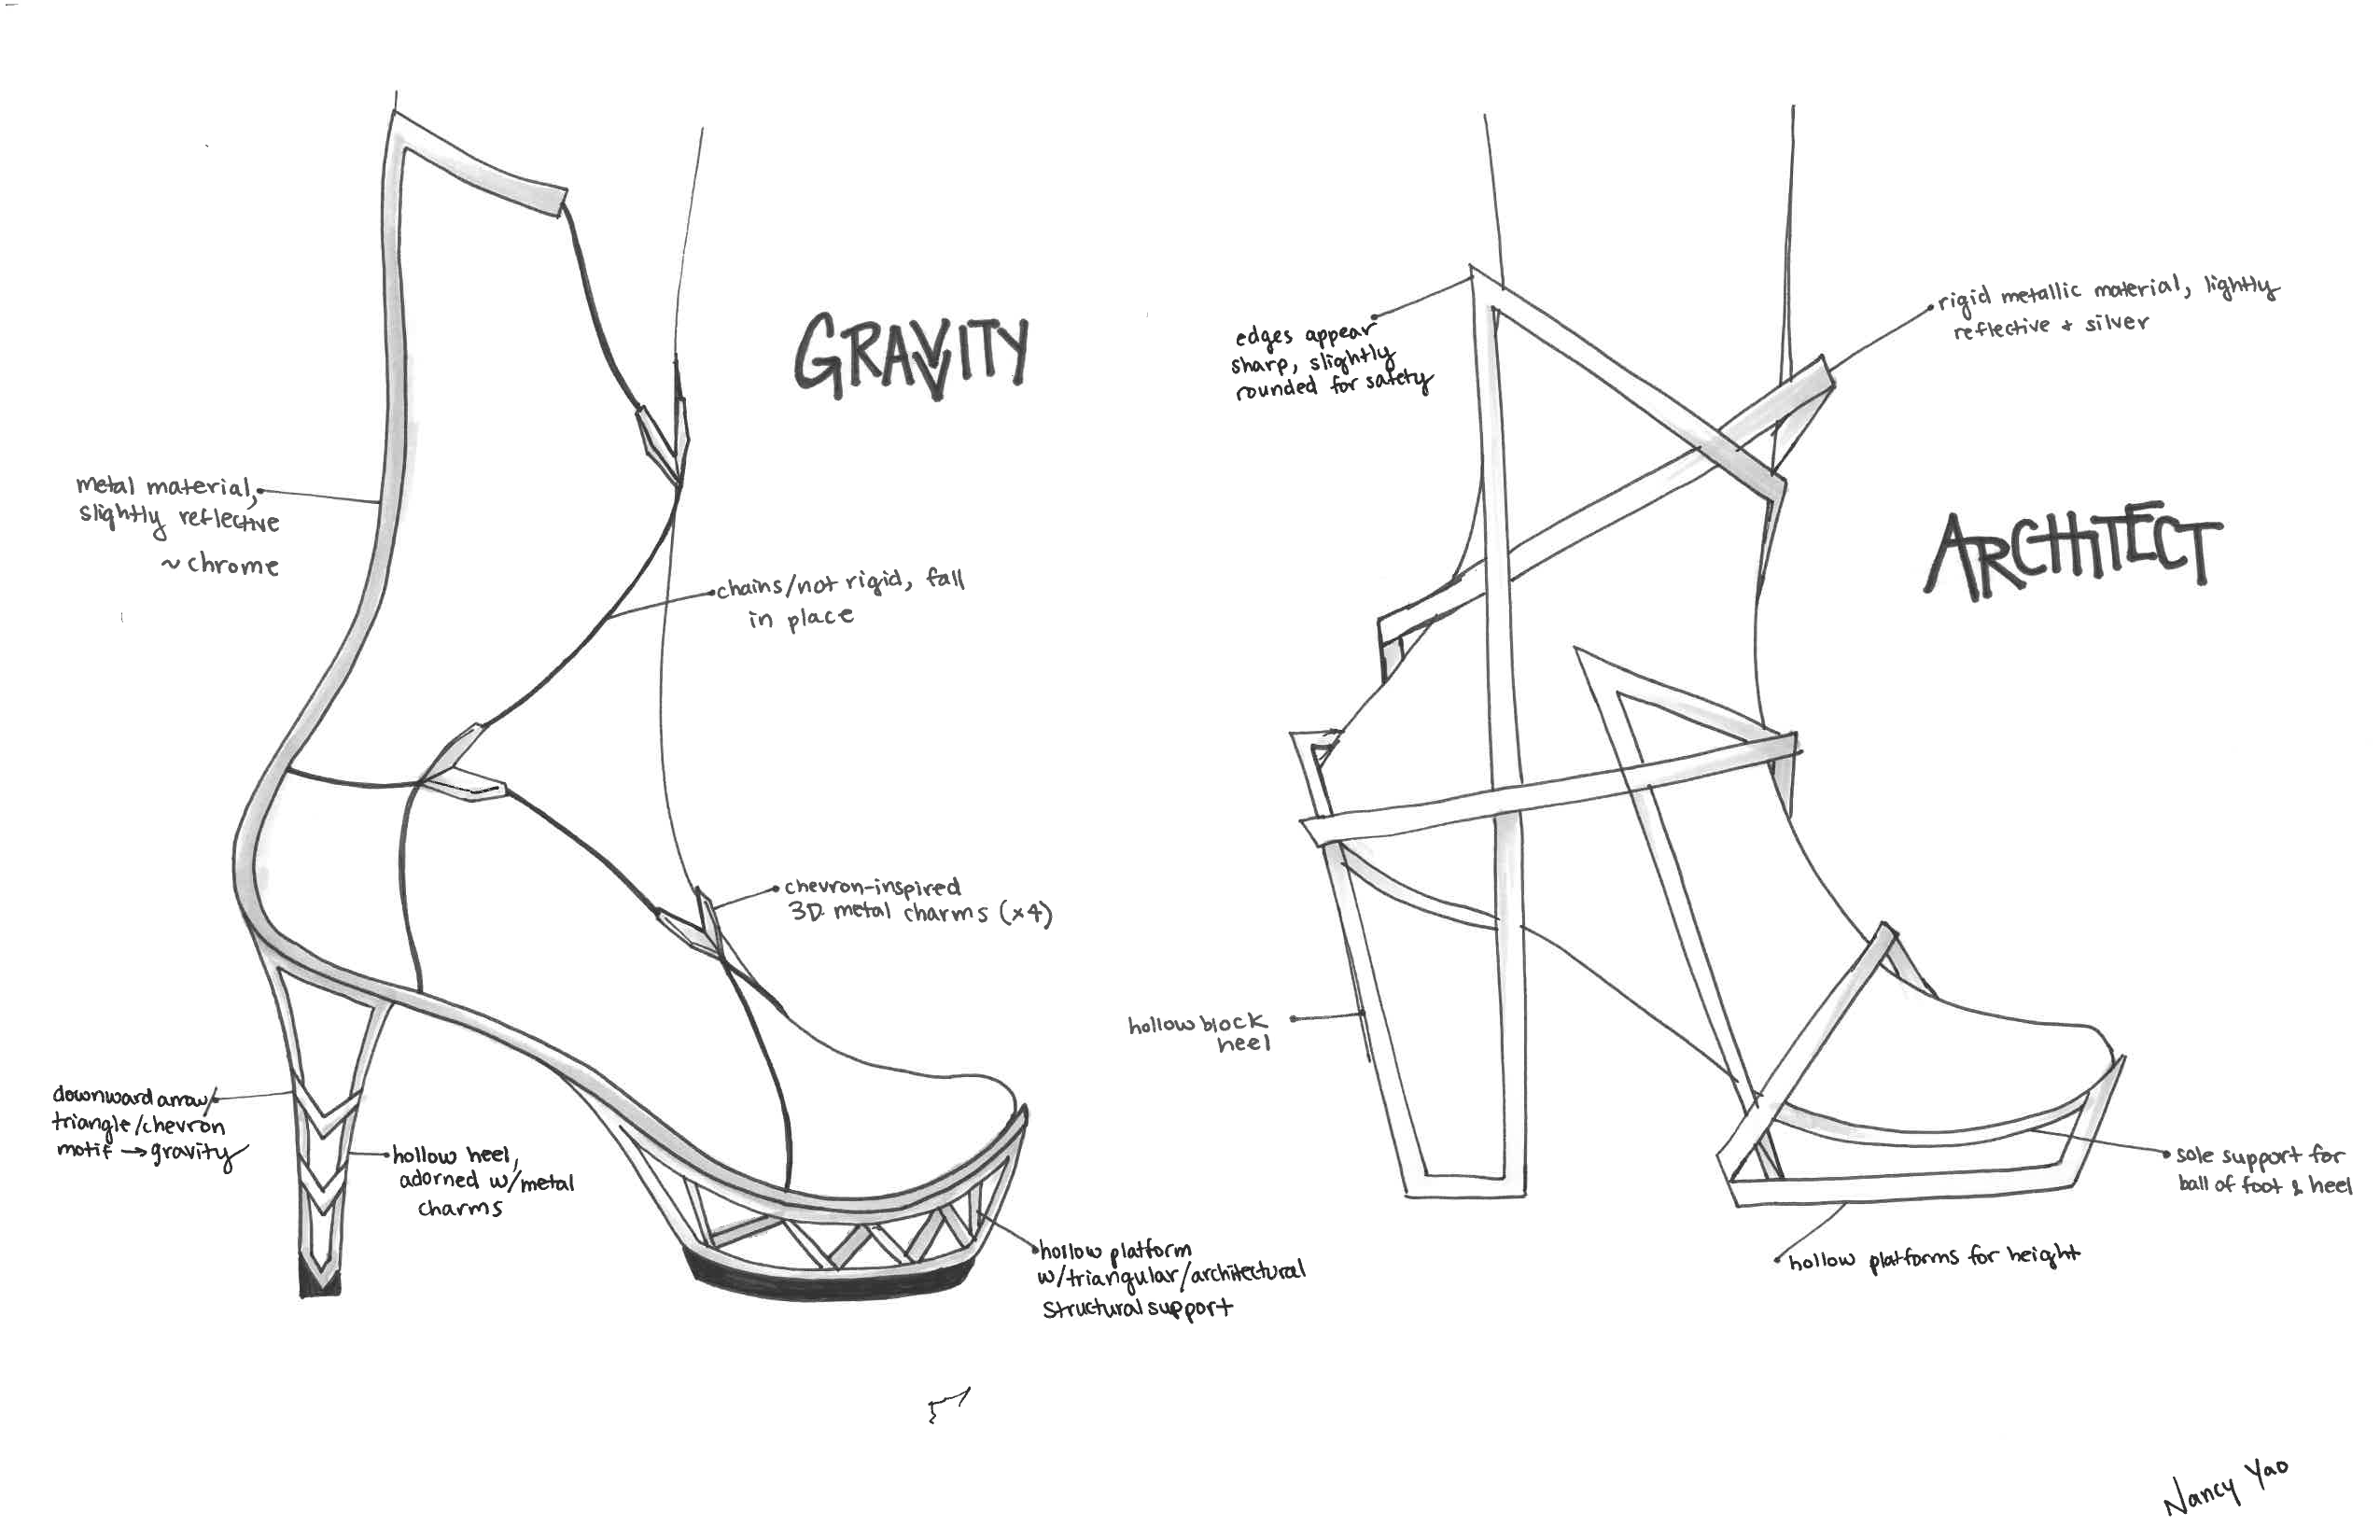 GRAVITY
metal material,
slightly reflective
~chrome
chains/not rigid, fall
in place
chevron-inspired
3D metal charms (x4)
downward arrow/
triangle/chevron
motif → gravity
hollow heel,
adorned w/metal
charms
hollow platform
w/triangular/architectural
structural support
ARCHITECT
edges appear
sharp, slightly
rounded for safety
rigid metallic material, lightly
reflective + silver
hollow block
heel
sole support for
ball of foot & heel
hollow platforms for height
Nancy Yao